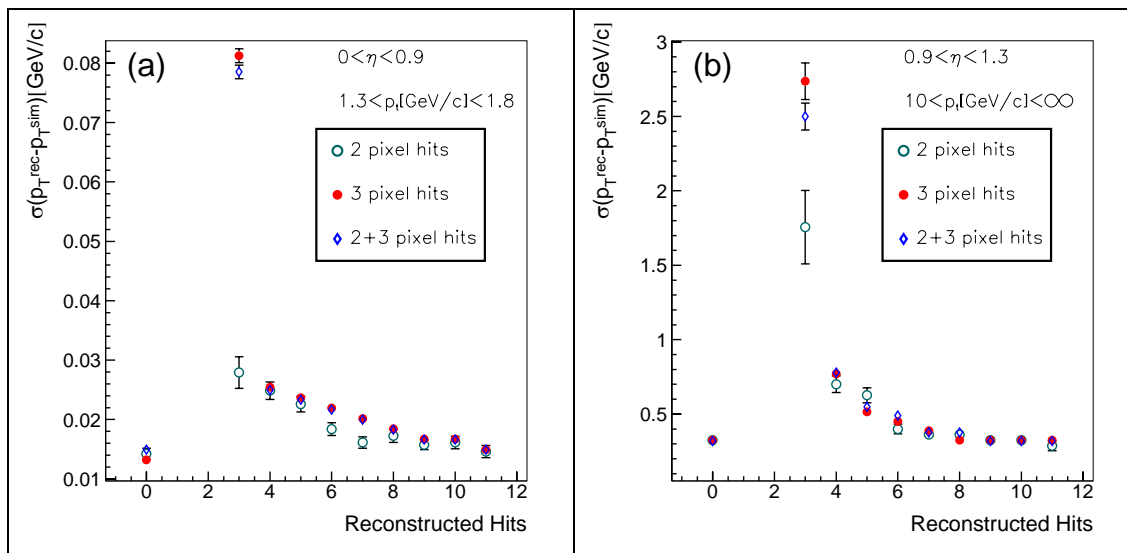 (a)
0<η<0.9
1.3<pₜ[GeV/c]<1.8
2 pixel hits
3 pixel hits
2+3 pixel hits
σ(p_T^rec-p_T^sim)[GeV/c]
0.08
0.07
0.06
0.05
0.04
0.03
0.02
0.01
0 2 4 6 8 10 12
Reconstructed Hits
(b)
0.9<η<1.3
10<pₜ[GeV/c]<∞
2 pixel hits
3 pixel hits
2+3 pixel hits
σ(p_T^rec-p_T^sim)[GeV/c]
3
2.5
2
1.5
1
0.5
0 2 4 6 8 10 12
Reconstructed Hits